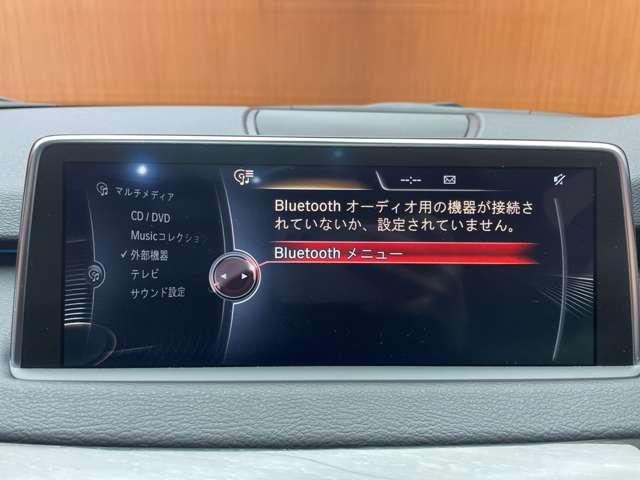 --:--
マルチメディア
CD / DVD
Musicコレクショ
外部機器
テレビ
サウンド設定
Bluetooth オーディオ用の機器が接続さ
れていないか、設定されていません。
Bluetooth メニュー